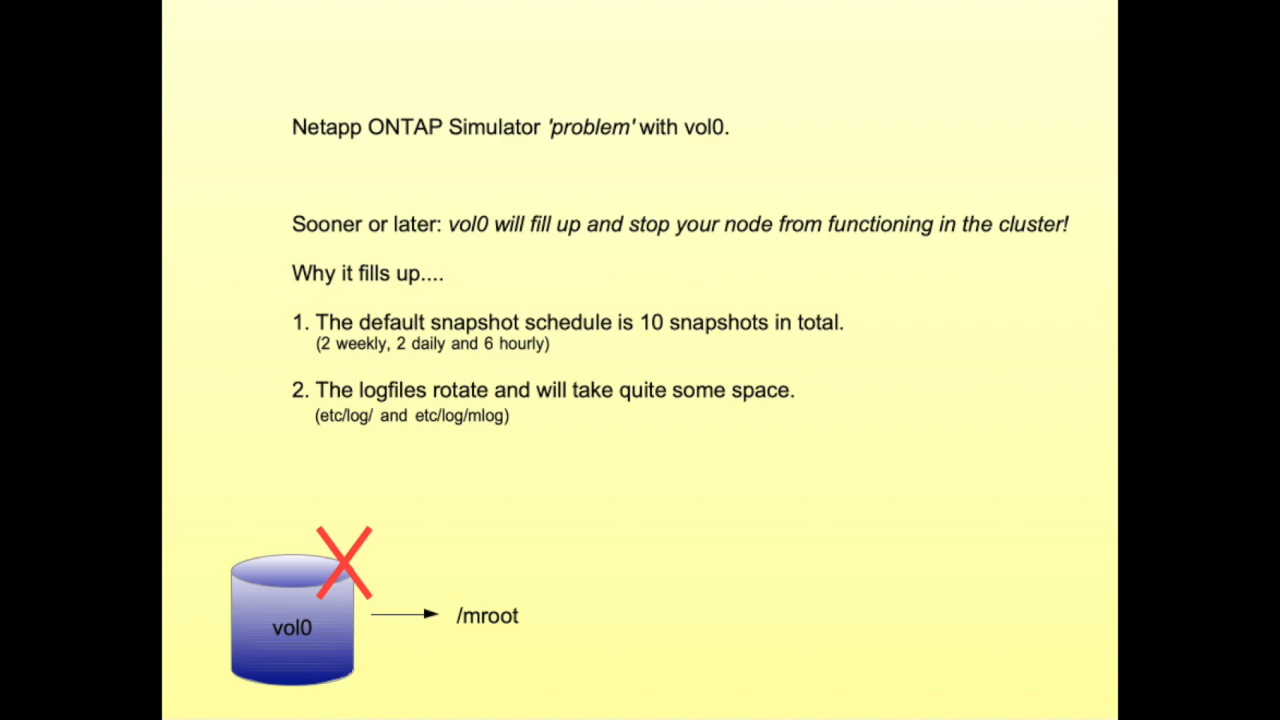 Netapp ONTAP Simulator 'problem' with vol0.
Sooner or later: vol0 will fill up and stop your node from functioning in the cluster!
Why it fills up....
1. The default snapshot schedule is 10 snapshots in total.
(2 weekly, 2 daily and 6 hourly)
2. The logfiles rotate and will take quite some space.
(etc/log/ and etc/log/mlog)
vol0
/mroot